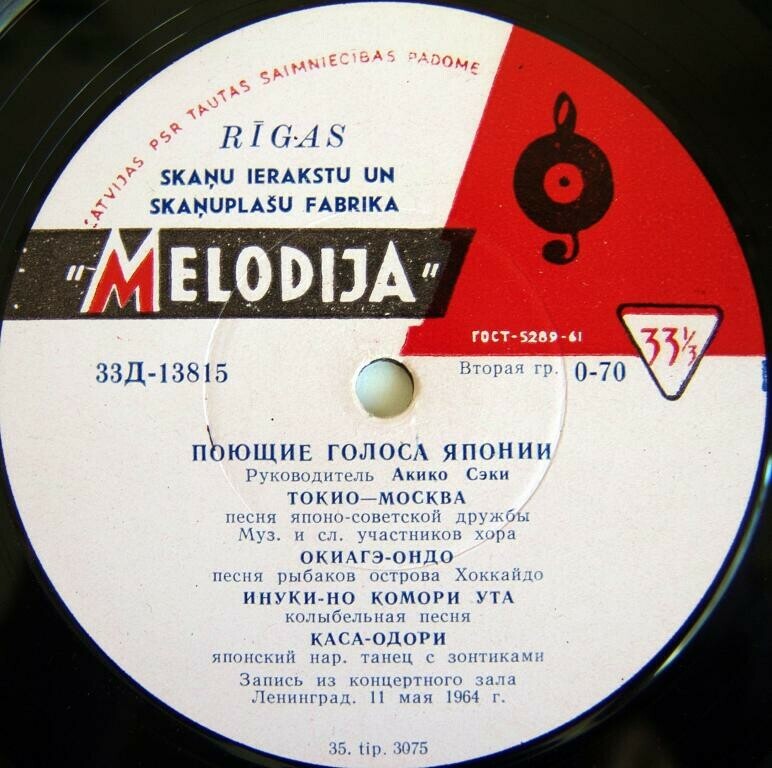 LATVIJAS PSR TAUTAS SAIMNIECĪBAS PADOME
RĪGAS
SKAŅU IERAKSTU UN
SKAŅUPLAŠU FABRIKA
"MELODIJA"
ГОСТ-5289-61
33⅓
33Д-13815
Вторая гр. 0-70
ПОЮЩИЕ ГОЛОСА ЯПОНИИ
Руководитель Акико Сэки
ТОКИО—МОСКВА
песня японо-советской дружбы
Муз. и сл. участников хора
ОКИАГЭ-ОНДО
песня рыбаков острова Хоккайдо
ИНУКИ-НО КОМОРИ УТА
колыбельная песня
КАСА-ОДОРИ
японский нар. танец с зонтиками
Запись из концертного зала
Ленинград. 11 мая 1964 г.
35. tip. 3075